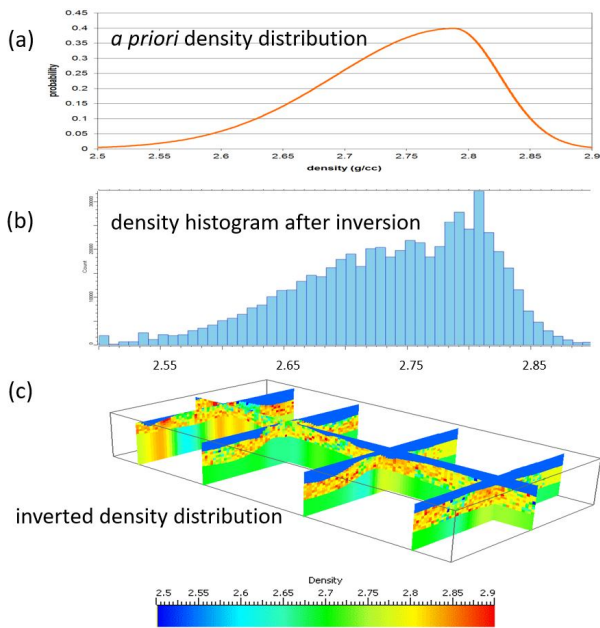 (a)
a priori density distribution
0.45
0.4
0.35
0.3
0.25
0.2
0.15
0.1
0.05
0
probability
2.5 2.6 2.65 2.7 2.75 2.8 2.85 2.9
density (g/cc)
(b)
density histogram after inversion
30000
20000
10000
0
Count
2.55 2.65 2.75 2.85
(c)
inverted density distribution
Density
2.5 2.55 2.6 2.65 2.7 2.75 2.8 2.85 2.9